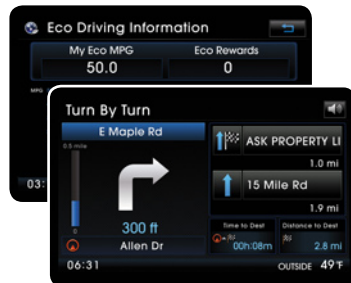 Eco Driving Information
My Eco MPG
Eco Rewards
50.0
0
MPG
03:
Turn By Turn
E Maple Rd
0.5 mile
300 ft
Allen Dr
ASK PROPERTY LI
1.0 mi
15 Mile Rd
1.9 mi
Time to Dest
00h:08m
Distance to Dest
2.8 mi
06:31
OUTSIDE 49°F